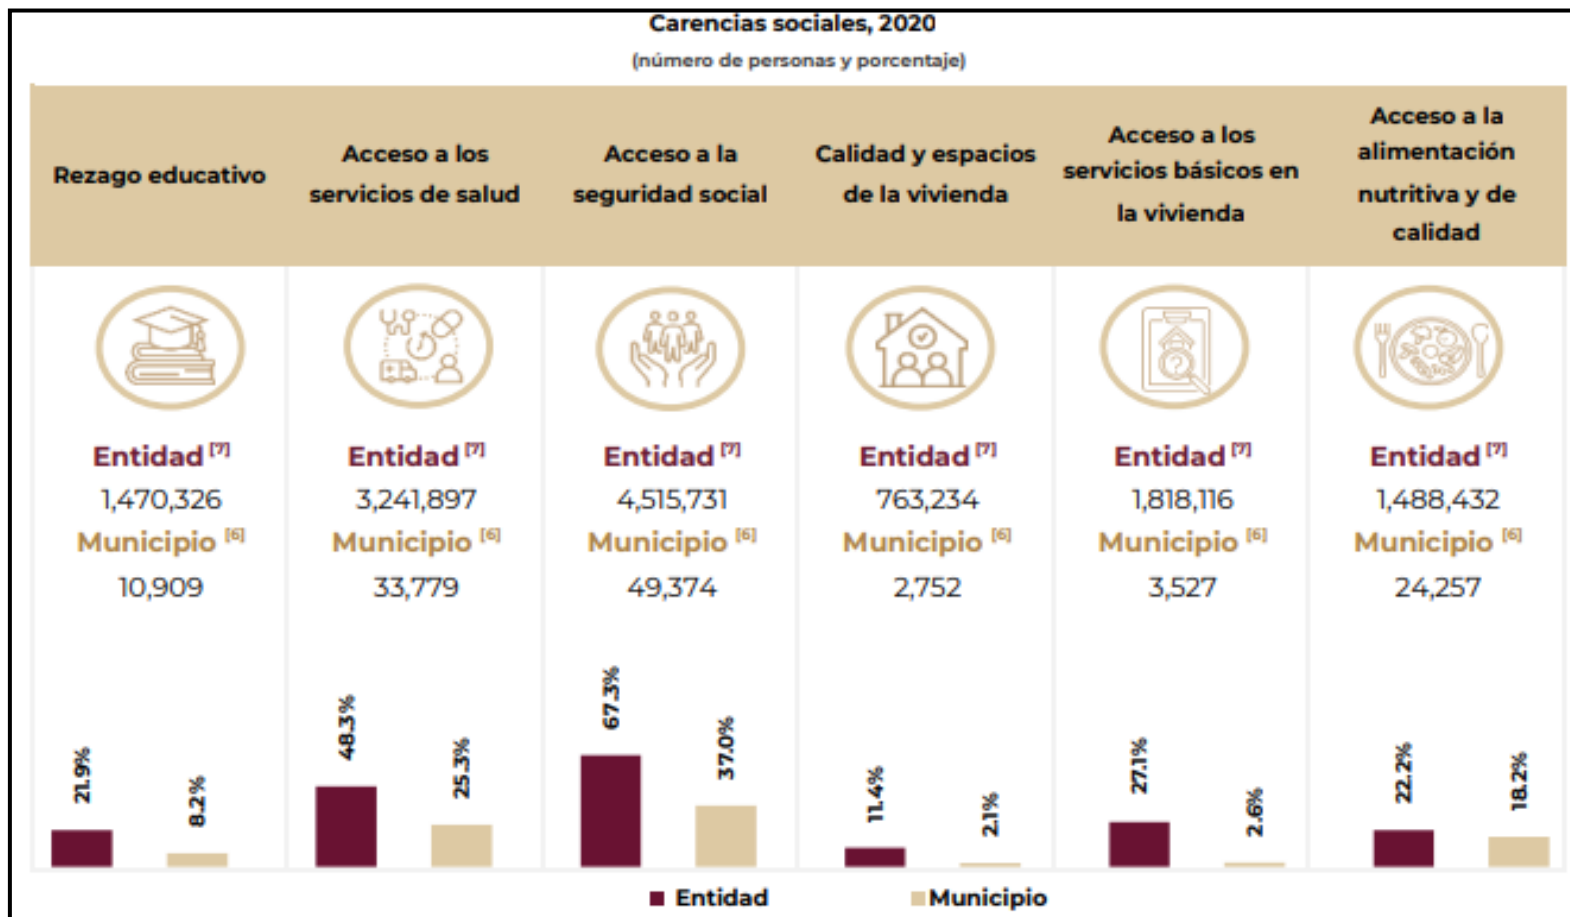 Carencias sociales, 2020
(número de personas y porcentaje)
Rezago educativo
Acceso a los
servicios de salud
Acceso a la
seguridad social
Calidad y espacios
de la vivienda
Acceso a los
servicios básicos en
la vivienda
Acceso a la
alimentación
nutritiva y de
calidad
Entidad [7]
1,470,326
Municipio [6]
10,909
Entidad [7]
3,241,897
Municipio [6]
33,779
Entidad [7]
4,515,731
Municipio [6]
49,374
Entidad [7]
763,234
Municipio [6]
2,752
Entidad [7]
1,818,116
Municipio [6]
3,527
Entidad [7]
1,488,432
Municipio [6]
24,257
21.9%
8.2%
48.3%
25.3%
67.3%
37.0%
11.4%
2.1%
27.1%
2.6%
22.2%
18.2%
Entidad
Municipio